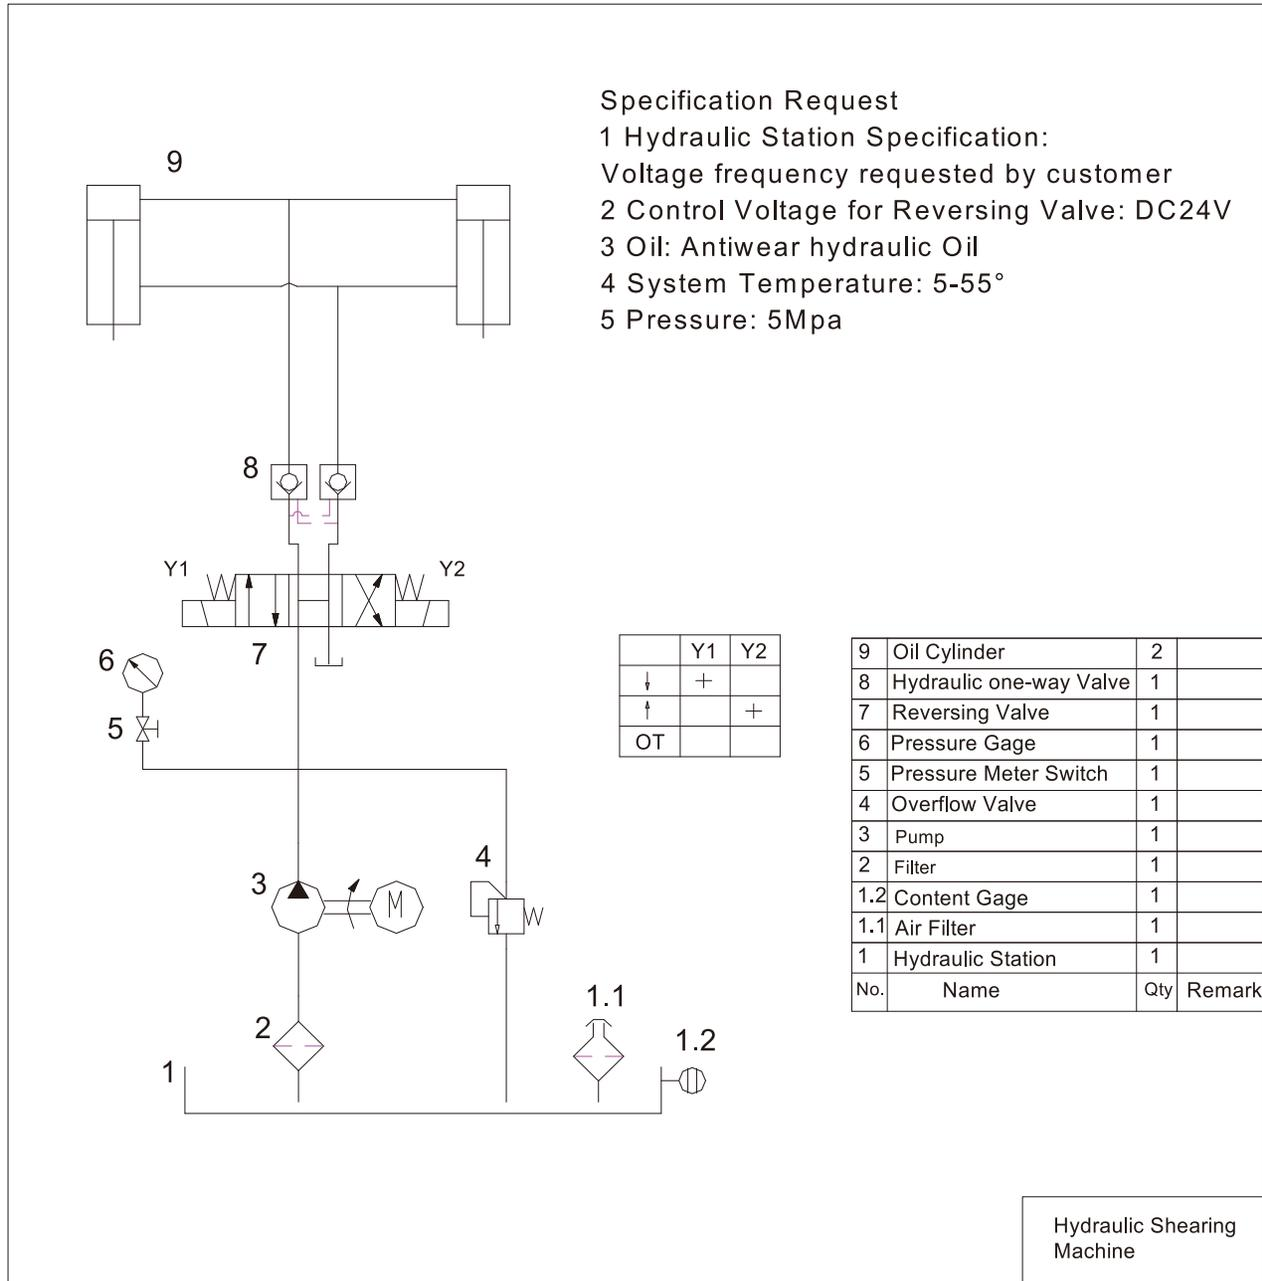 Specification Request
1 Hydraulic Station Specification:
Voltage frequency requested by customer
2 Control Voltage for Reversing Valve: DC24V
3 Oil: Antiwear hydraulic Oil
4 System Temperature: 5-55°
5 Pressure: 5Mpa
9
8
Y1 Y2
7
6
5
4
3
M
2
1
1.1
1.2
Y1 Y2
↓ +
↑ +
OT
9 Oil Cylinder 2
8 Hydraulic one-way Valve 1
7 Reversing Valve 1
6 Pressure Gage 1
5 Pressure Meter Switch 1
4 Overflow Valve 1
3 Pump 1
2 Filter 1
1.2 Content Gage 1
1.1 Air Filter 1
1 Hydraulic Station 1
No. Name Qty Remark
Hydraulic Shearing
Machine